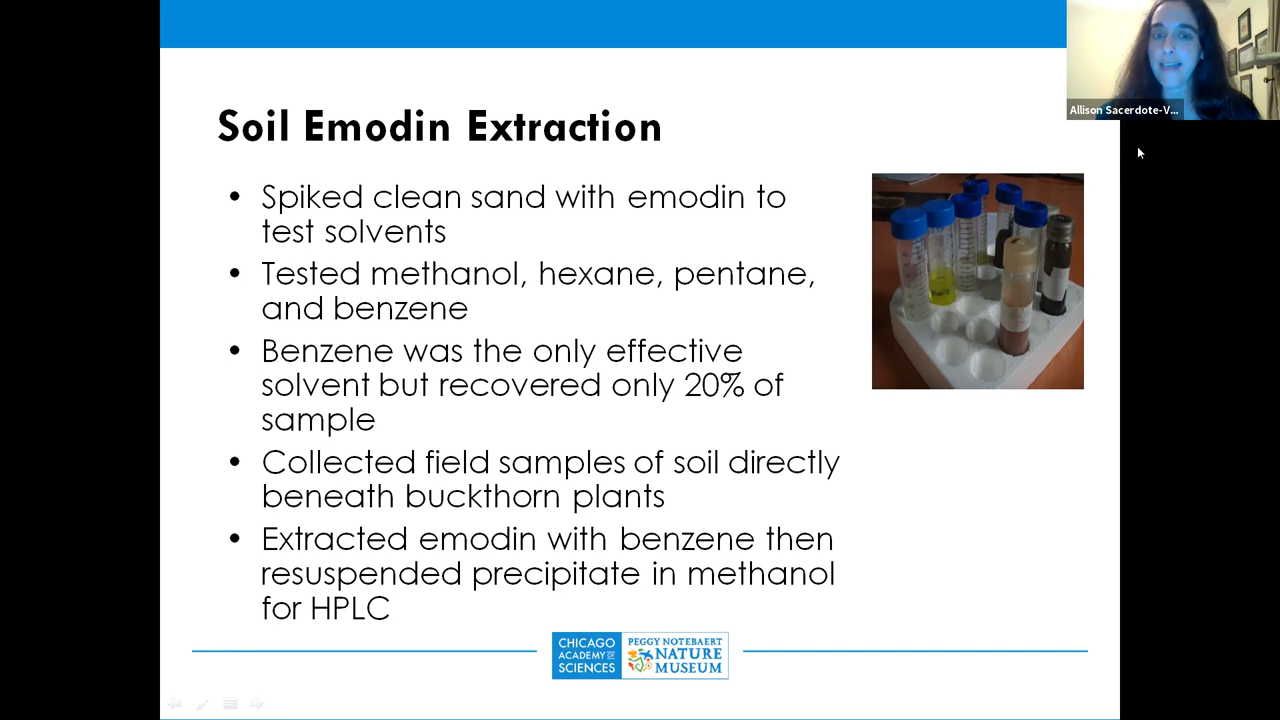 Allison Sacerdote-V...
Soil Emodin Extraction
• Spiked clean sand with emodin to
test solvents
• Tested methanol, hexane, pentane,
and benzene
• Benzene was the only effective
solvent but recovered only 20% of
sample
• Collected field samples of soil directly
beneath buckthorn plants
• Extracted emodin with benzene then
resuspended precipitate in methanol
for HPLC
CHICAGO
ACADEMY OF
SCIENCES
PEGGY NOTEBAERT
NATURE
MUSEUM